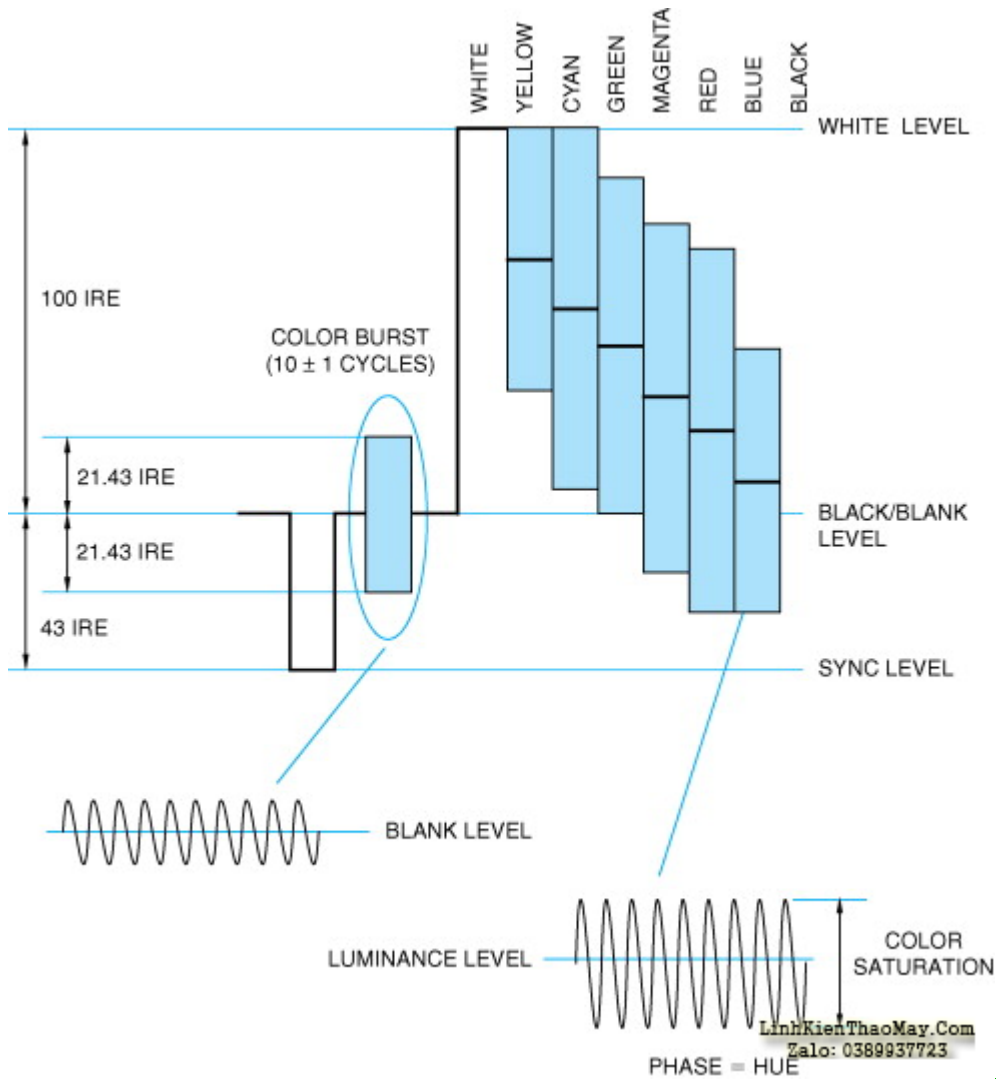 WHITE
YELLOW
CYAN
GREEN
MAGENTA
RED
BLUE
BLACK
WHITE LEVEL
100 IRE
COLOR BURST
(10 ± 1 CYCLES)
21.43 IRE
21.43 IRE
BLACK/BLANK
LEVEL
43 IRE
SYNC LEVEL
BLANK LEVEL
LUMINANCE LEVEL
COLOR
SATURATION
LinhKienThaoMay.Com
Zalo: 0389937723
PHASE = HUE